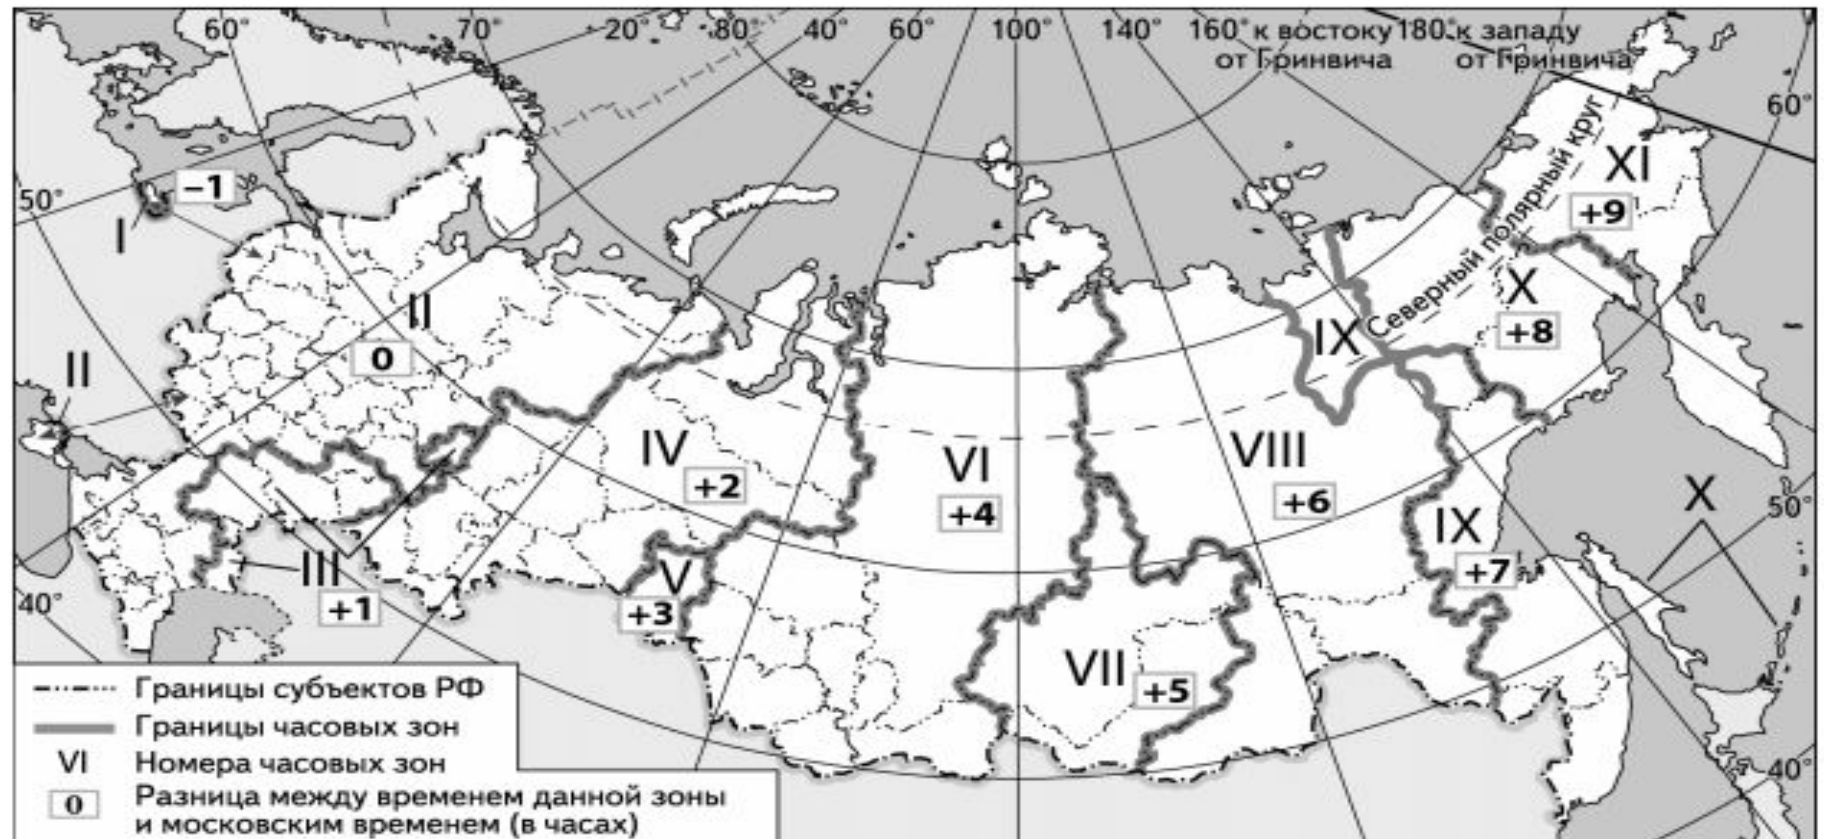 60° 70° 20° 80° 40° 60° 100° 140° 160° к востоку 180° к западу
от Гринвича от Гринвича
60°
Северный полярный круг
XI
50° -1
+9
I
II X
0 IX +8
II
IV VI VIII
+2 +4 +6 X
IX 50°
+7
III V
40° +1 +3
VII +5
Границы субъектов РФ
Границы часовых зон
VI Номера часовых зон
0 Разница между временем данной зоны
и московским временем (в часах)
40°